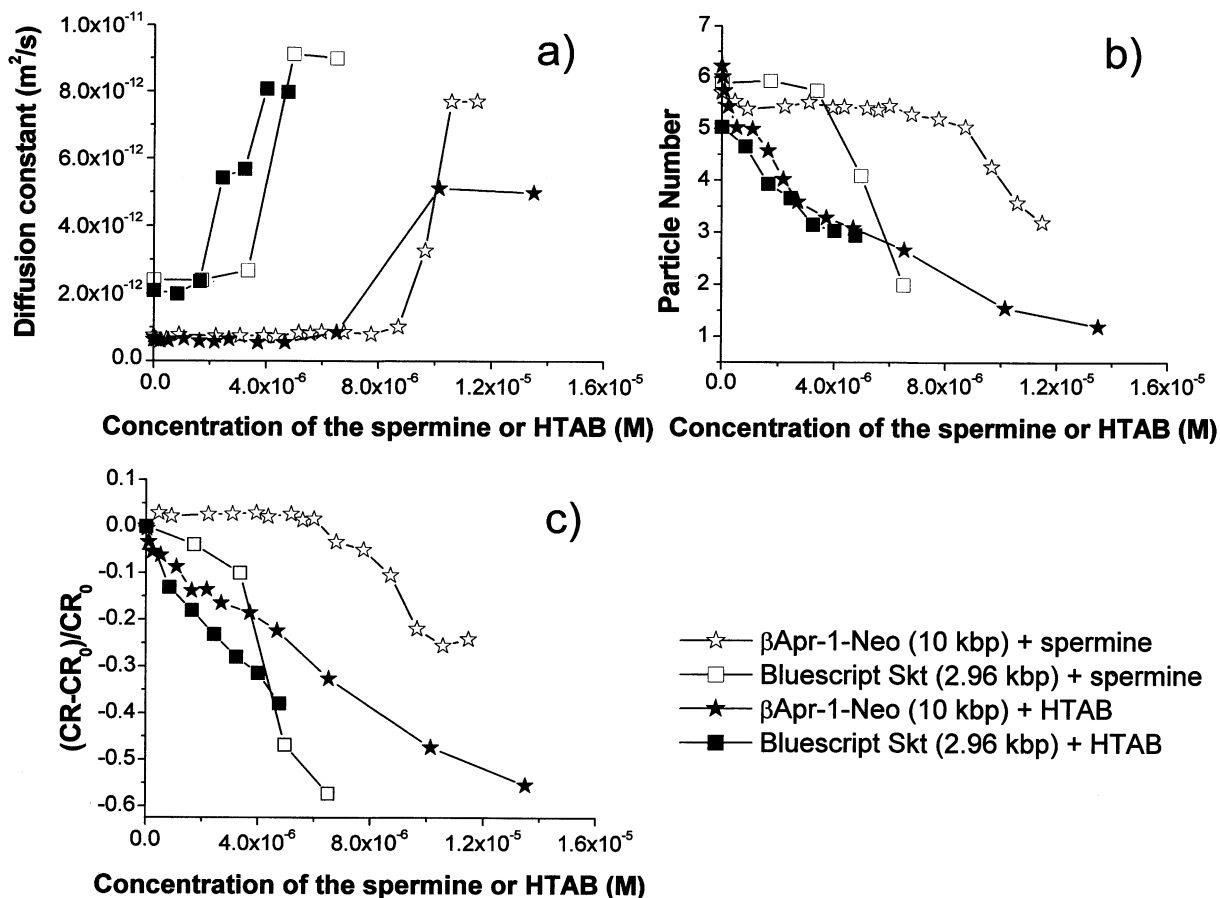 a)
Diffusion constant (m²/s)
1.0x10⁻¹¹
8.0x10⁻¹²
6.0x10⁻¹²
4.0x10⁻¹²
2.0x10⁻¹²
0.0
0.0 4.0x10⁻⁶ 8.0x10⁻⁶ 1.2x10⁻⁵ 1.6x10⁻⁵
Concentration of the spermine or HTAB (M)
b)
Particle Number
7
6
5
4
3
2
1
0.0 4.0x10⁻⁶ 8.0x10⁻⁶ 1.2x10⁻⁵ 1.6x10⁻⁵
Concentration of the spermine or HTAB (M)
c)
(CR-CR₀)/CR₀
0.1
0.0
-0.1
-0.2
-0.3
-0.4
-0.5
-0.6
0.0 4.0x10⁻⁶ 8.0x10⁻⁶ 1.2x10⁻⁵ 1.6x10⁻⁵
Concentration of the spermine or HTAB (M)
βApr-1-Neo (10 kbp) + spermine
Bluescript Skt (2.96 kbp) + spermine
βApr-1-Neo (10 kbp) + HTAB
Bluescript Skt (2.96 kbp) + HTAB